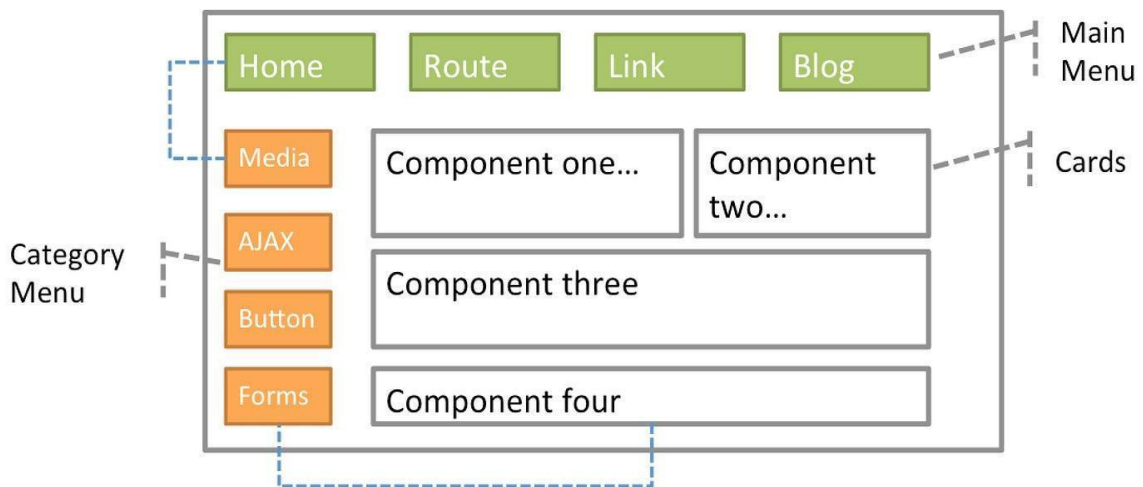 Home
Route
Link
Blog
Main
Menu
Media
Component one...
Component
two...
Cards
AJAX
Category
Menu
Component three
Button
Forms
Component four